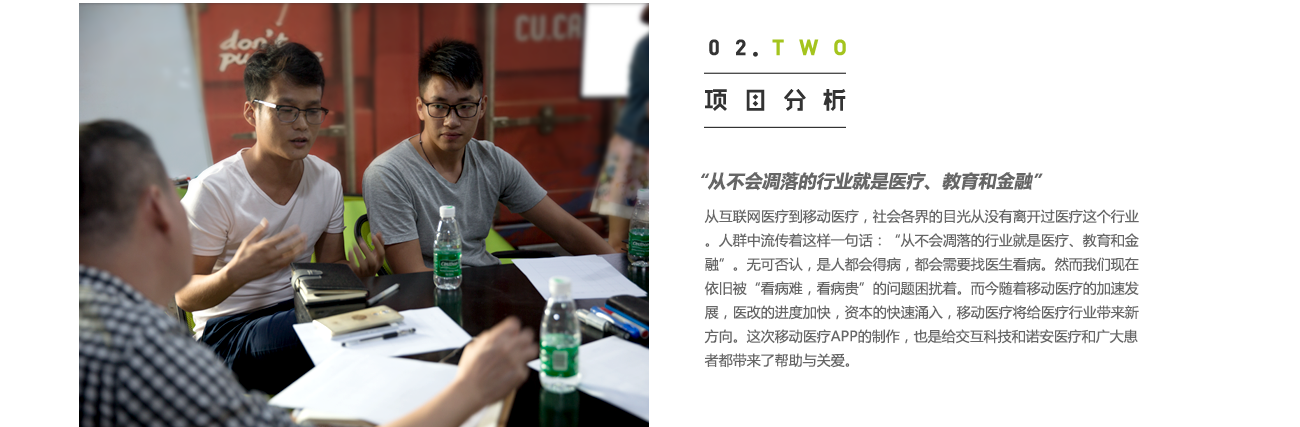 don't
pu
CU.CA
02.TWO
项目分析
“从不会凋落的行业就是医疗、教育和金融”
从互联网医疗到移动医疗，社会各界的目光从没有离开过医疗这个行业
。人群中流传着这样一句话：“从不会凋落的行业就是医疗、教育和金
融”。无可否认，是人都会得病，都会需要找医生看病。然而我们现在
依旧被“看病难，看病贵”的问题困扰着。而今随着移动医疗的加速发
展，医改的进度加快，资本的快速涌入，移动医疗将给医疗行业带来新
方向。这次移动医疗APP的制作，也是给交互科技和诺安医疗和广大患
者都带来了帮助与关爱。